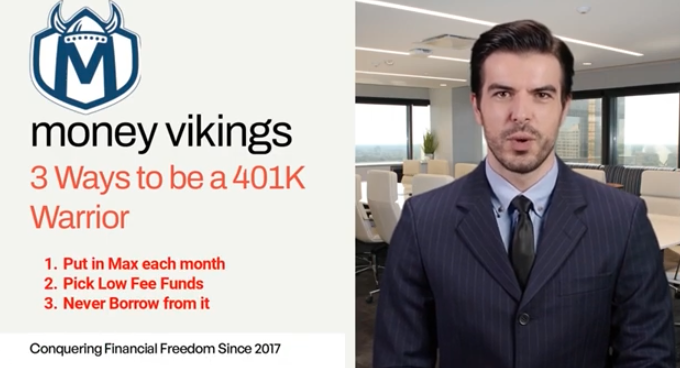 M
money vikings
3 Ways to be a 401K
Warrior
1. Put in Max each month
2. Pick Low Fee Funds
3. Never Borrow from it
Conquering Financial Freedom Since 2017